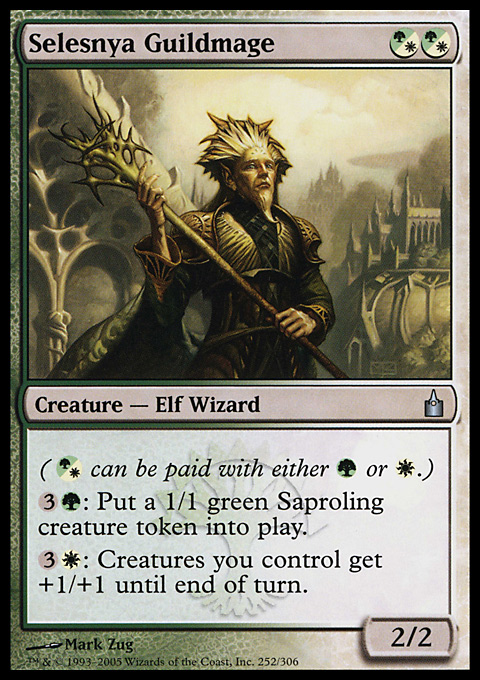 Selesnya Guildmage
Creature — Elf Wizard
( can be paid with either or .)
3: Put a 1/1 green Saproling
creature token into play.
3: Creatures you control get
+1/+1 until end of turn.
Mark Zug
2/2
™ & © 1993–2005 Wizards of the Coast, Inc. 252/306